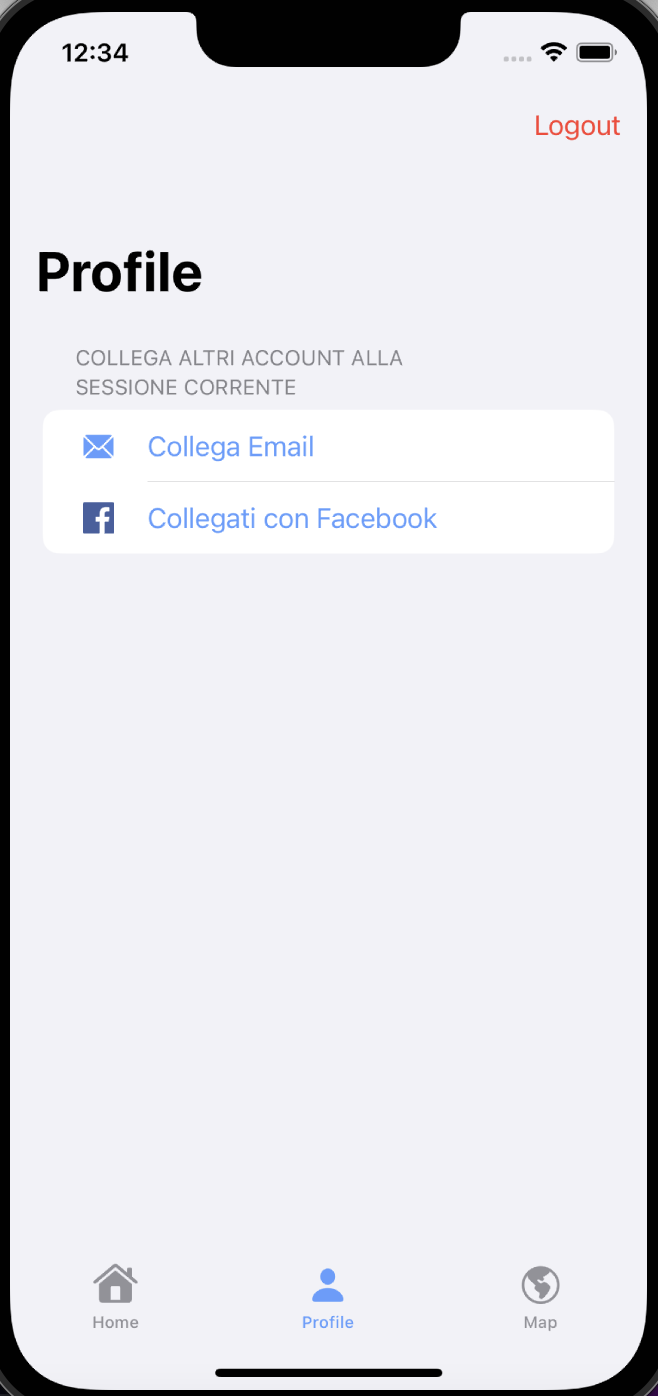 12:34
Logout
Profile
COLLEGA ALTRI ACCOUNT ALLA
SESSIONE CORRENTE
Collega Email
Collegati con Facebook
Home
Profile
Map